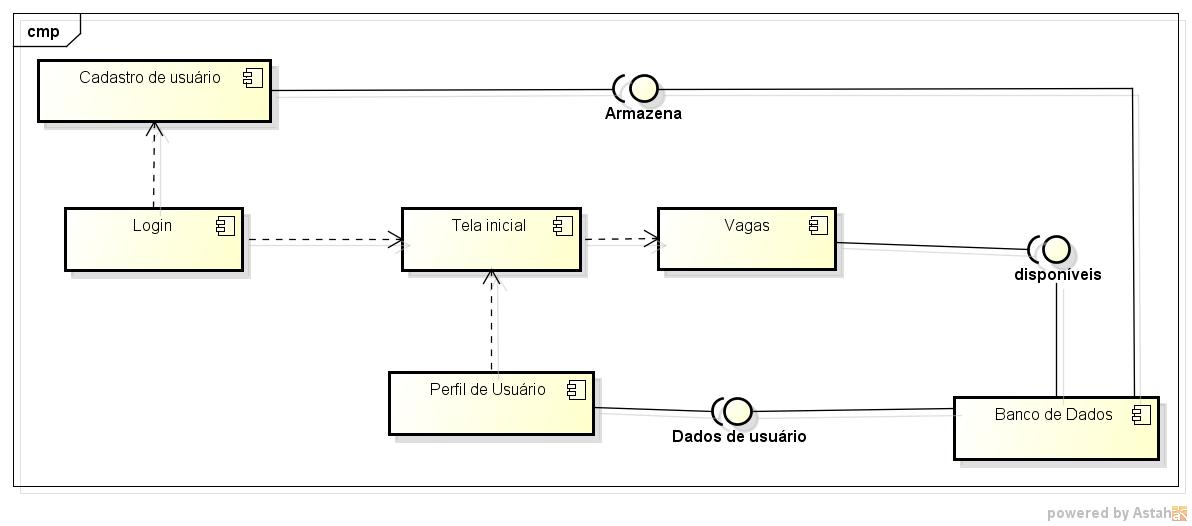 cmp
Cadastro de usuário
Armazena
Login
Tela inicial
Vagas
disponíveis
Perfil de Usuário
Dados de usuário
Banco de Dados
powered by Astah